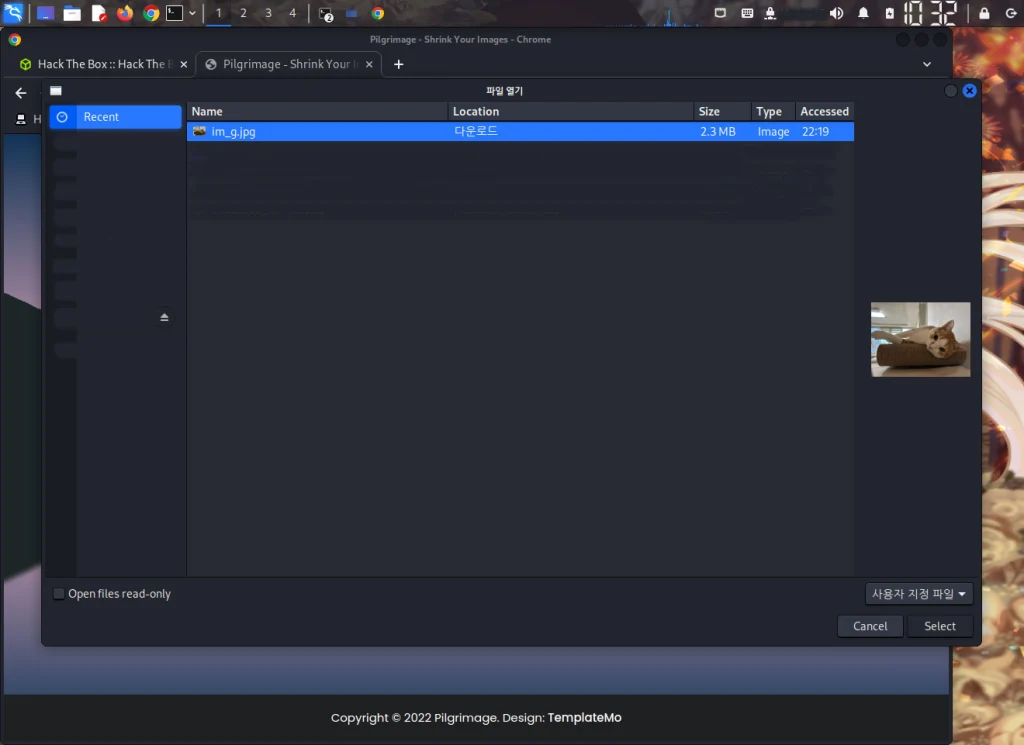 1 2 3 4 2 10 32
Pilgrimage - Shrink Your Images - Chrome
Hack The Box :: Hack The B Pilgrimage - Shrink Your I
파일 열기
H
Recent
Name Location Size Type Accessed
im_g.jpg 다운로드 2.3 MB Image 22:19
Open files read-only
사용자 지정 파일
Cancel Select
Copyright © 2022 Pilgrimage. Design: TemplateMo